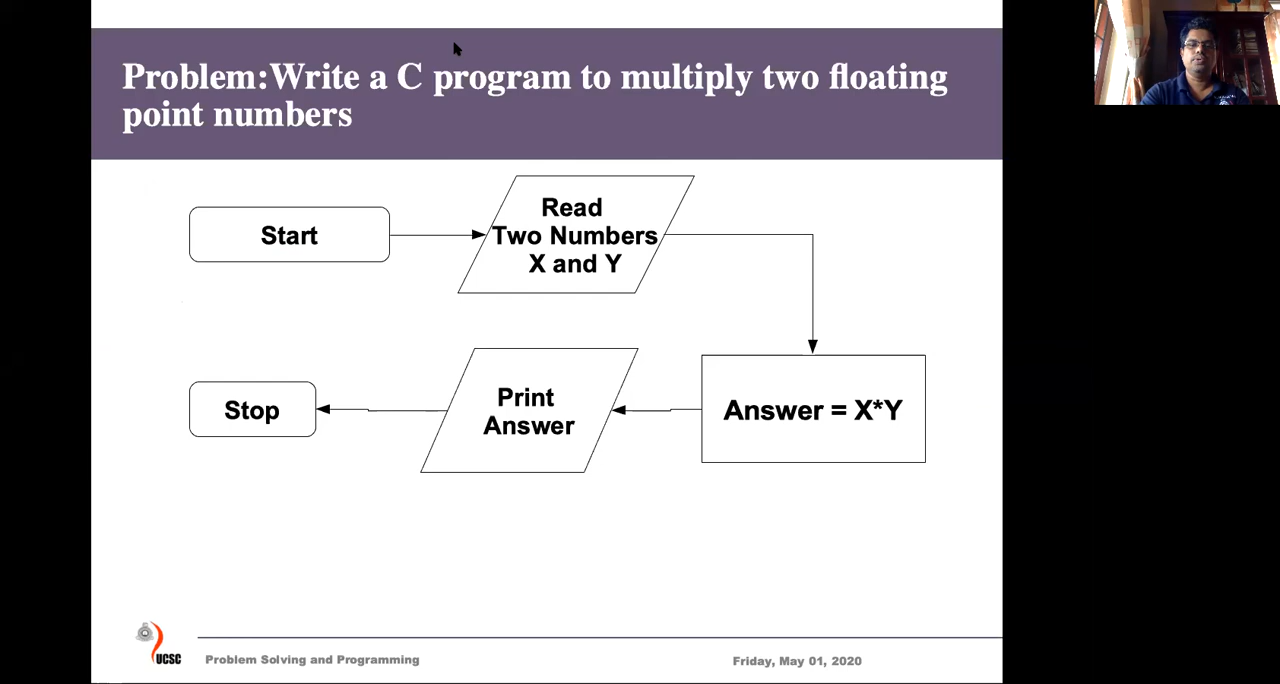 Problem:Write a C program to multiply two floating
point numbers
Start
Read
Two Numbers
X and Y
Answer = X*Y
Print
Answer
Stop
UCSC
Problem Solving and Programming
Friday, May 01, 2020